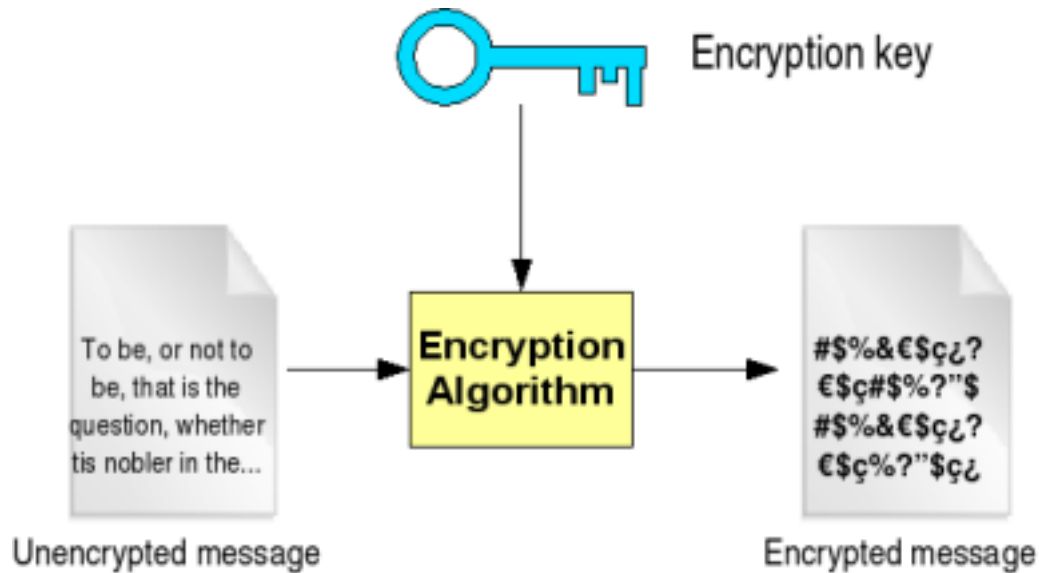 Encryption key
To be, or not to
be, that is the
question, whether
tis nobler in the...
Encryption
Algorithm
#$%&€$ç¿?
€$ç#$%?”$
#$%&€$ç¿?
€$ç%?”$ç¿
Unencrypted message
Encrypted message